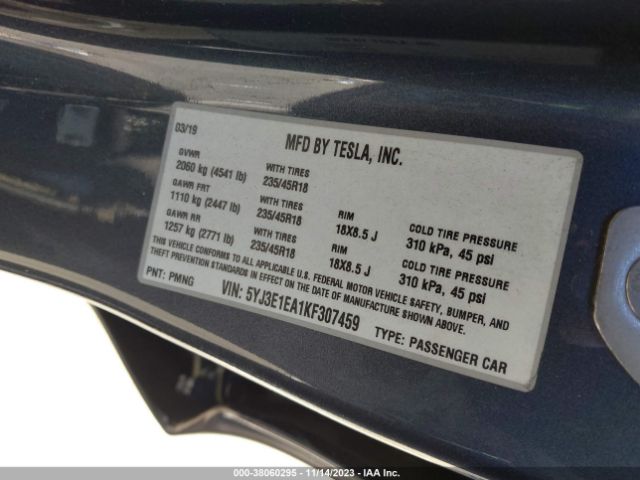 03/19
MFD BY TESLA, INC.
GVWR
2060 kg (4541 lb)
WITH TIRES
235/45R18
GAWR FRT
1110 kg (2447 lb)
WITH TIRES
235/45R18
RIM
18X8.5 J
COLD TIRE PRESSURE
310 kPa, 45 psi
GAWR RR
1257 kg (2771 lb)
WITH TIRES
235/45R18
RIM
18X8.5 J
COLD TIRE PRESSURE
310 kPa, 45 psi
THIS VEHICLE CONFORMS TO ALL APPLICABLE U.S. FEDERAL MOTOR VEHICLE SAFETY, BUMPER, AND
THEFT PREVENTION STANDARDS IN EFFECT ON THE DATE OF MANUFACTURE SHOWN ABOVE.
PNT: PMNG
VIN: 5YJ3E1EA1KF307459
TYPE: PASSENGER CAR
000-38060295 - 11/14/2023 - IAA Inc.